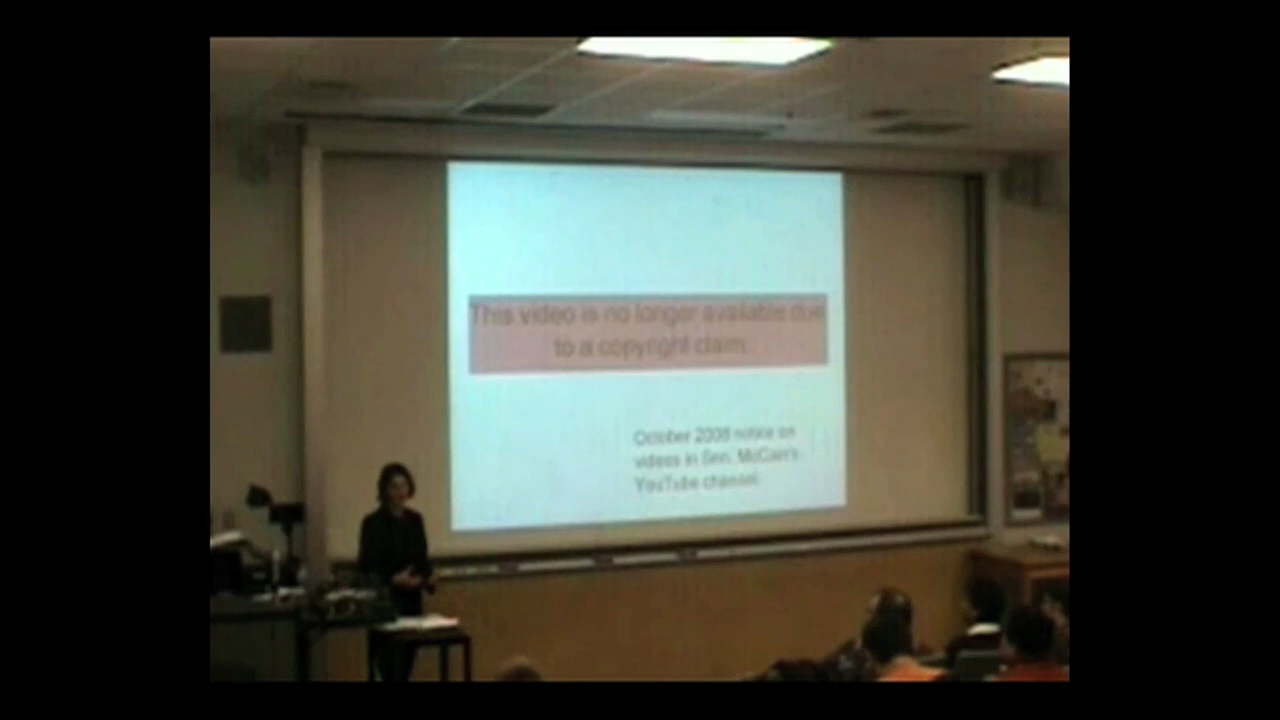 This video is no longer available due
to a copyright claim.
October 2008 notice on
videos in Sen. McCain's
YouTube channel.